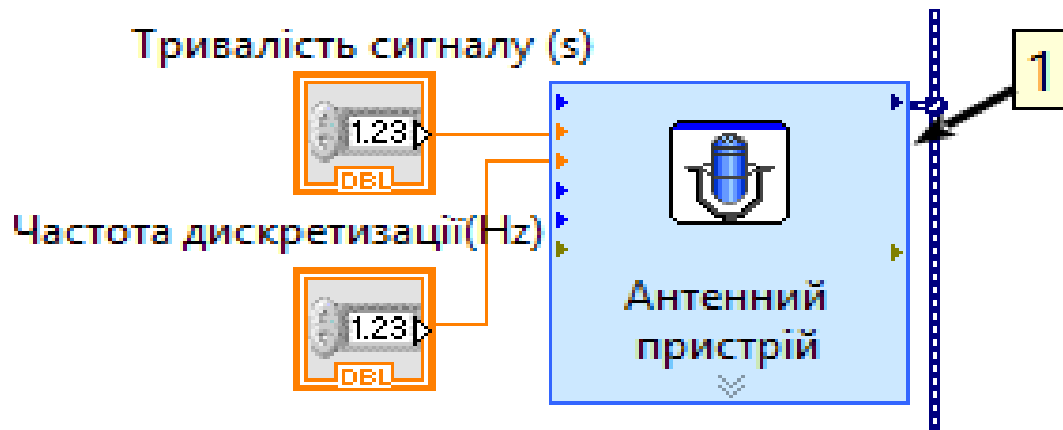 Тривалість сигналу (s)
1
1.23
DBL
Частота дискретизації(Hz)
1.23
DBL
Антенний
пристрій